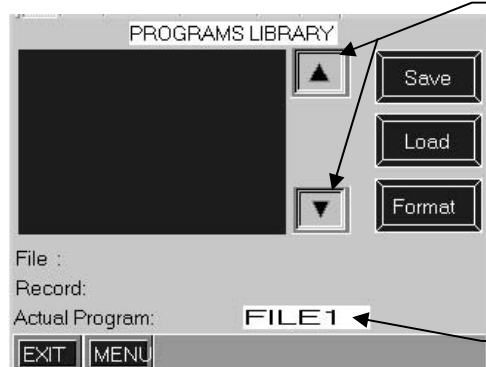 PROGRAMS LIBRARY
Save
Load
Format
File :
Record:
Actual Program: FILE1
EXIT MENU